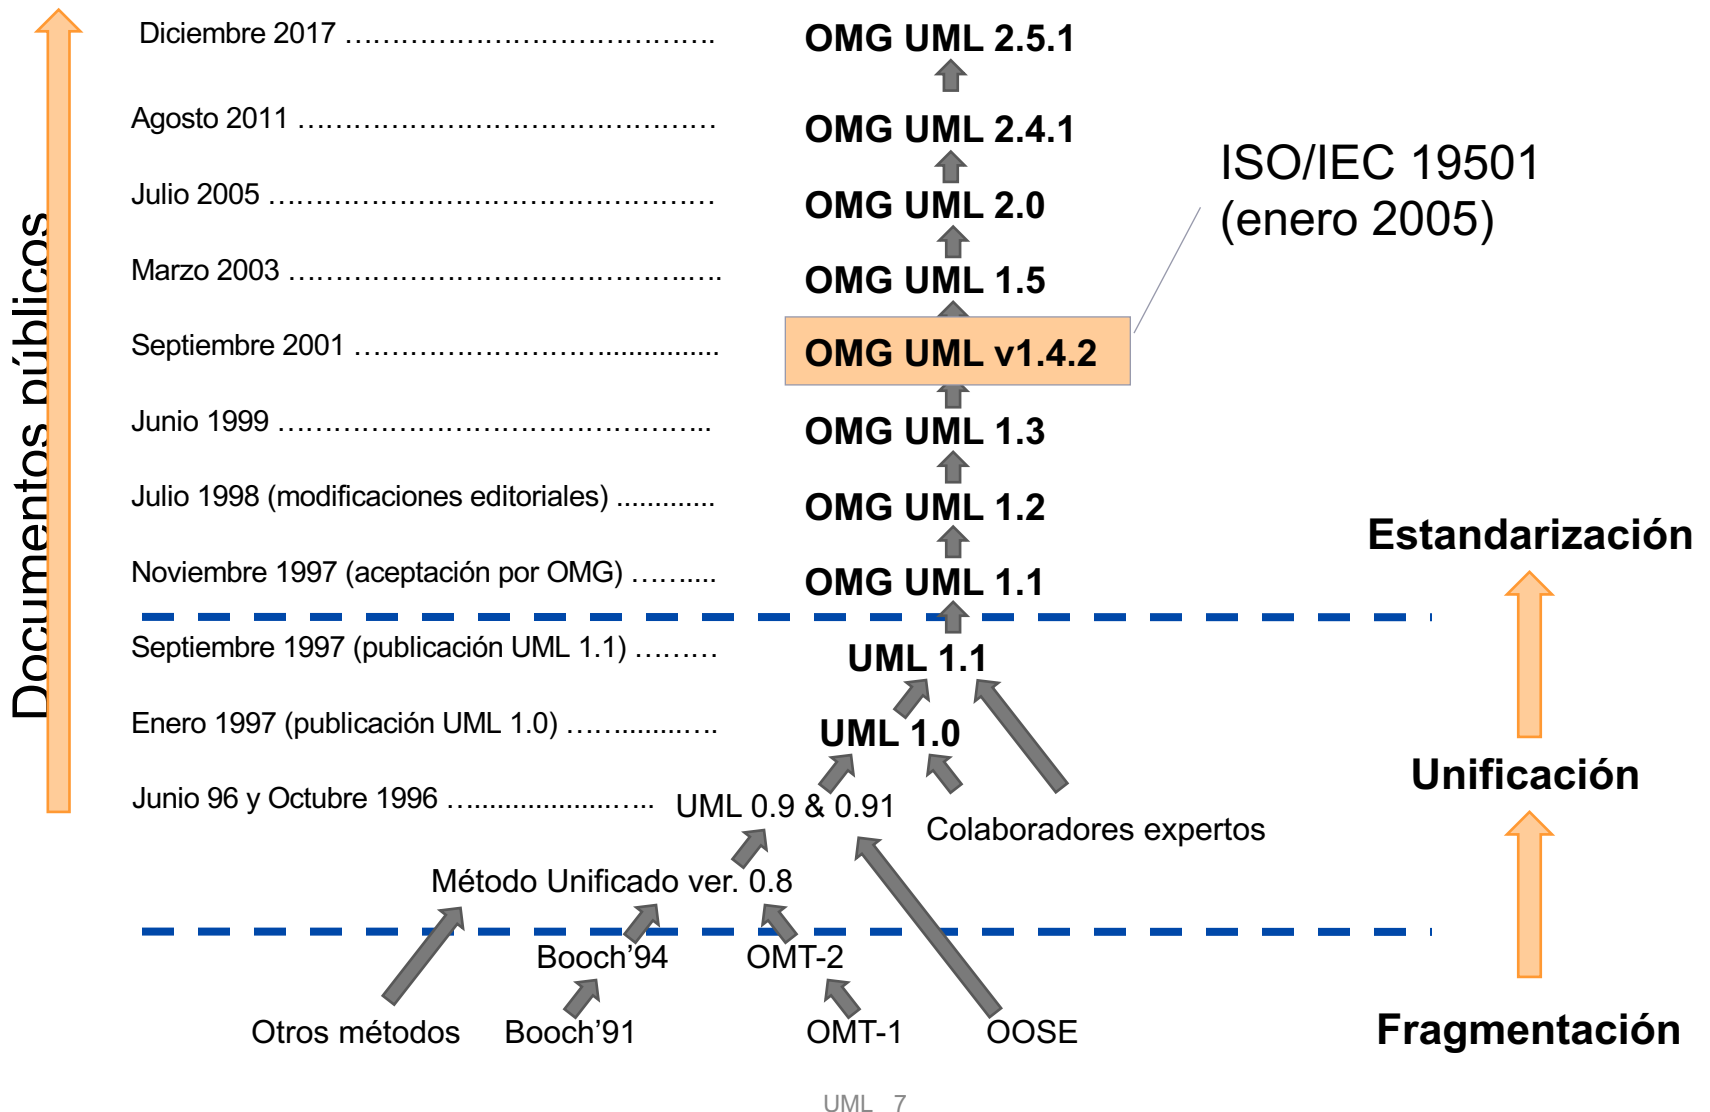 Diciembre 2017 ……………………………………. OMG UML 2.5.1
Agosto 2011 ……………………………………… OMG UML 2.4.1
Julio 2005 ………………………………………… OMG UML 2.0
Marzo 2003 …………………………………..…. OMG UML 1.5
Septiembre 2001 ……………………................ OMG UML v1.4.2
Junio 1999 ……………………………………….. OMG UML 1.3
Julio 1998 (modificaciones editoriales) ............. OMG UML 1.2
Noviembre 1997 (aceptación por OMG) ……..... OMG UML 1.1
Septiembre 1997 (publicación UML 1.1) ……… UML 1.1
Enero 1997 (publicación UML 1.0) ……........…. UML 1.0
Junio 96 y Octubre 1996 …...................….. UML 0.9 & 0.91
Colaboradores expertos
Método Unificado ver. 0.8
Booch’94 OMT-2
Otros métodos Booch’91 OMT-1 OOSE
Documentos públicos
ISO/IEC 19501
(enero 2005)
Estandarización
Unificación
Fragmentación
UML 7